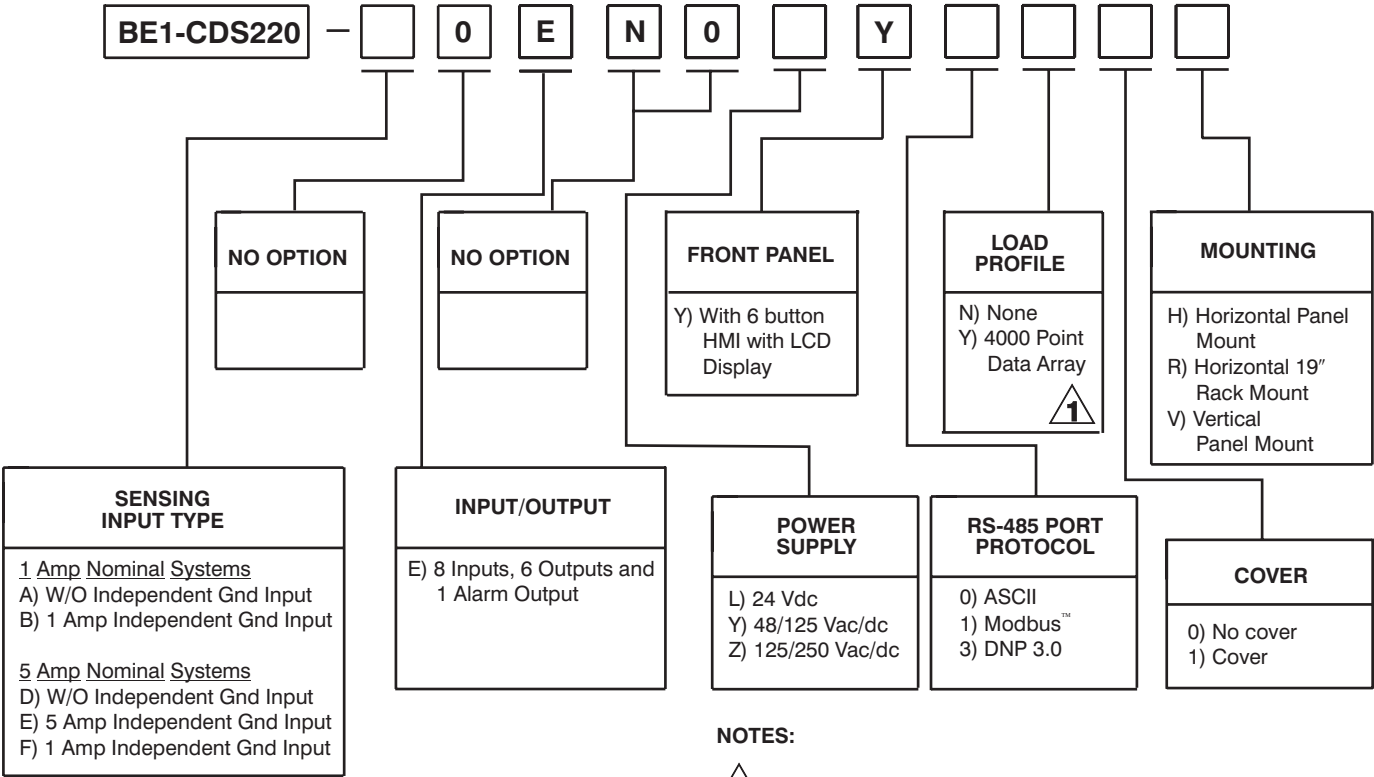 BE1-CDS220 – 0 E N 0 Y
NO OPTION
NO OPTION
FRONT PANEL
Y) With 6 button
HMI with LCD
Display
LOAD
PROFILE
N) None
Y) 4000 Point
Data Array
1
MOUNTING
H) Horizontal Panel
Mount
R) Horizontal 19″
Rack Mount
V) Vertical
Panel Mount
SENSING
INPUT TYPE
1 Amp Nominal Systems
A) W/O Independent Gnd Input
B) 1 Amp Independent Gnd Input
5 Amp Nominal Systems
D) W/O Independent Gnd Input
E) 5 Amp Independent Gnd Input
F) 1 Amp Independent Gnd Input
INPUT/OUTPUT
E) 8 Inputs, 6 Outputs and
1 Alarm Output
POWER
SUPPLY
L) 24 Vdc
Y) 48/125 Vac/dc
Z) 125/250 Vac/dc
RS-485 PORT
PROTOCOL
0) ASCII
1) Modbus™
3) DNP 3.0
COVER
0) No cover
1) Cover
NOTES: